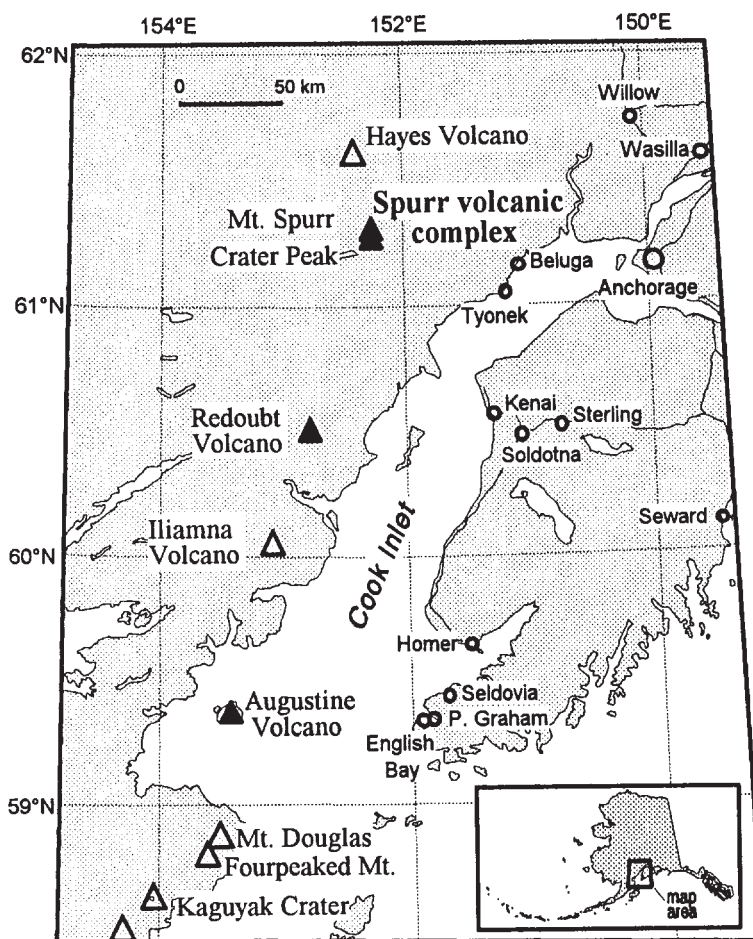 154°E
152°E
150°E
62°N
0
50 km
Willow
Hayes Volcano
Wasilla
Mt. Spurr
Spurr volcanic
complex
Crater Peak
Beluga
Anchorage
61°N
Tyonek
Redoubt
Volcano
Kenai
Sterling
Soldotna
Seward
Iliamna
Volcano
60°N
Cook Inlet
Homer
Augustine
Volcano
Seldovia
P. Graham
English
Bay
59°N
Mt. Douglas
Fourpeaked Mt.
Kaguyak Crater
map
area